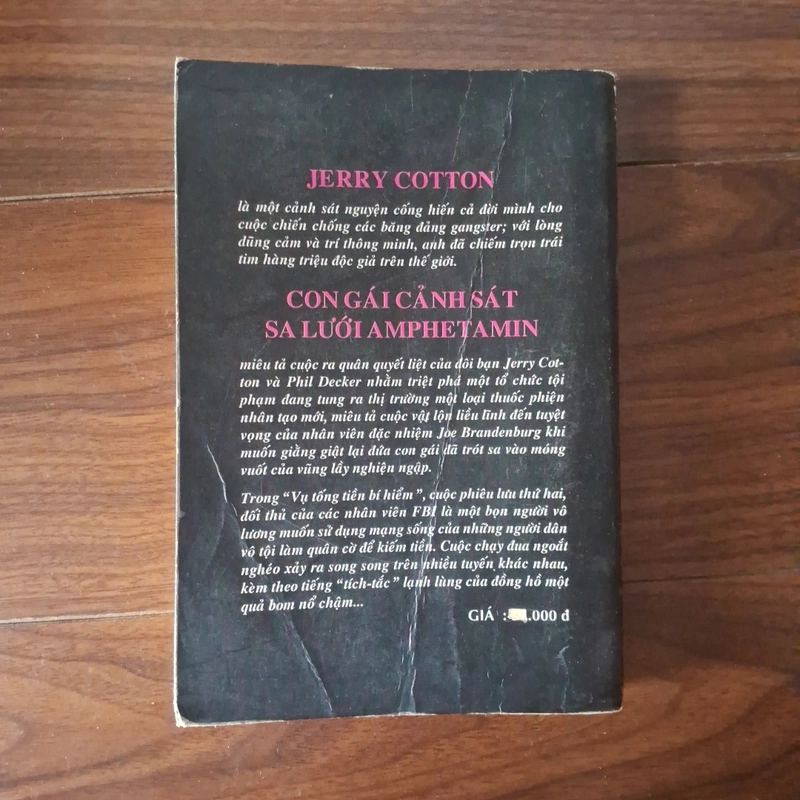 JERRY COTTON
là một cảnh sát nguyện cống hiến cả đời mình cho
cuộc chiến chống các băng đảng gangster; với lòng
dũng cảm và trí thông minh, anh đã chiếm trọn trái
tim hàng triệu độc giả trên thế giới.
CON GÁI CẢNH SÁT
SA LƯỚI AMPHETAMIN
miêu tả cuộc ra quân quyết liệt của đôi bạn Jerry Cot-
ton và Phil Decker nhằm triệt phá một tổ chức tội
phạm đang tung ra thị trường một loại thuốc phiện
nhân tạo mới, miêu tả cuộc vật lộn liều lĩnh đến tuyệt
vọng của nhân viên đặc nhiệm Joe Brandenburg khi
muốn giằng giật lại đứa con gái đã trót sa vào móng
vuốt của vũng lầy nghiện ngập.
Trong “Vụ tống tiền bí hiểm”, cuộc phiêu lưu thứ hai,
đối thủ của các nhân viên FBI là một bọn người vô
lương muốn sử dụng mạng sống của những người dân
vô tội làm quân cờ để kiếm tiền. Cuộc chạy đua ngoắt
nghéo xảy ra song song trên nhiều tuyến khác nhau,
kèm theo tiếng “tích-tắc” lạnh lùng của đồng hồ một
quả bom nổ chậm...
GIÁ : .000 đ